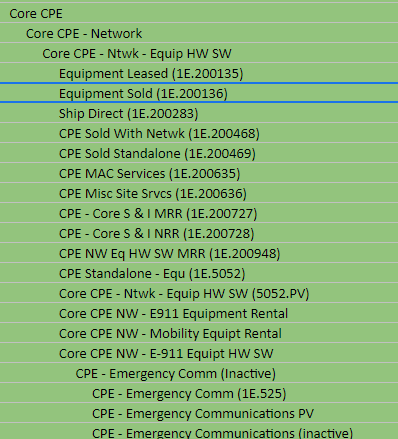 Core CPE
Core CPE - Network
Core CPE - Ntwk - Equip HW SW
Equipment Leased (1E.200135)
Equipment Sold (1E.200136)
Ship Direct (1E.200283)
CPE Sold With Netwk (1E.200468)
CPE Sold Standalone (1E.200469)
CPE MAC Services (1E.200635)
CPE Misc Site Srvcs (1E.200636)
CPE - Core S & I MRR (1E.200727)
CPE - Core S & I NRR (1E.200728)
CPE NW Eq HW SW MRR (1E.200948)
CPE Standalone - Equ (1E.5052)
Core CPE - Ntwk - Equip HW SW (5052.PV)
Core CPE NW - E911 Equipment Rental
Core CPE NW - Mobility Equipt Rental
Core CPE NW - E-911 Equipt HW SW
CPE - Emergency Comm (Inactive)
CPE - Emergency Comm (1E.525)
CPE - Emergency Communications PV
CPE - Emergency Communications (inactive)